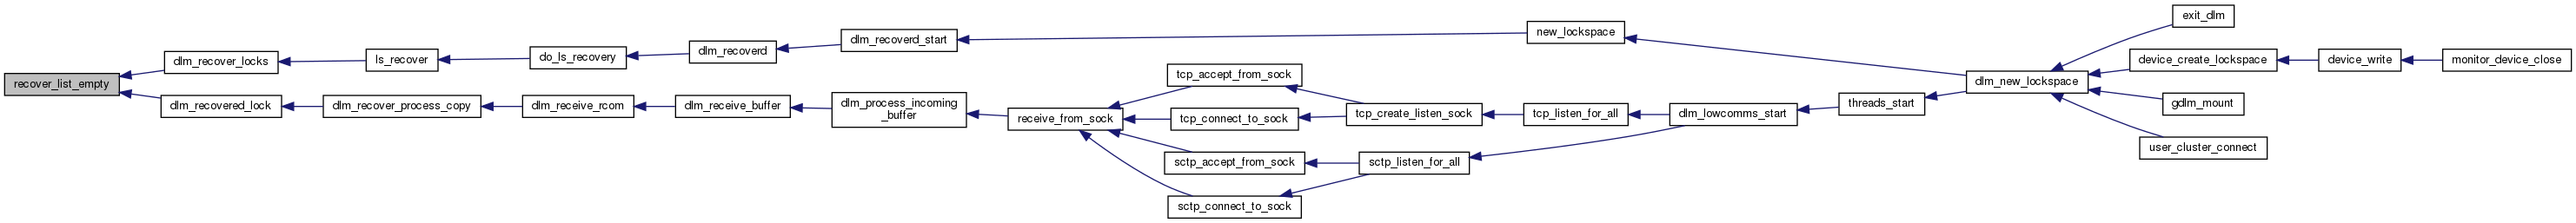 recover_list_empty
dlm_recover_locks
ls_recover
do_ls_recovery
dlm_recoverd
dlm_recoverd_start
new_lockspace
dlm_recovered_lock
dlm_recover_process_copy
dlm_receive_rcom
dlm_receive_buffer
dlm_process_incoming
_buffer
receive_from_sock
tcp_accept_from_sock
tcp_connect_to_sock
sctp_accept_from_sock
sctp_connect_to_sock
tcp_create_listen_sock
sctp_listen_for_all
tcp_listen_for_all
dlm_lowcomms_start
threads_start
dlm_new_lockspace
exit_dlm
device_create_lockspace
gdlm_mount
user_cluster_connect
device_write
monitor_device_close